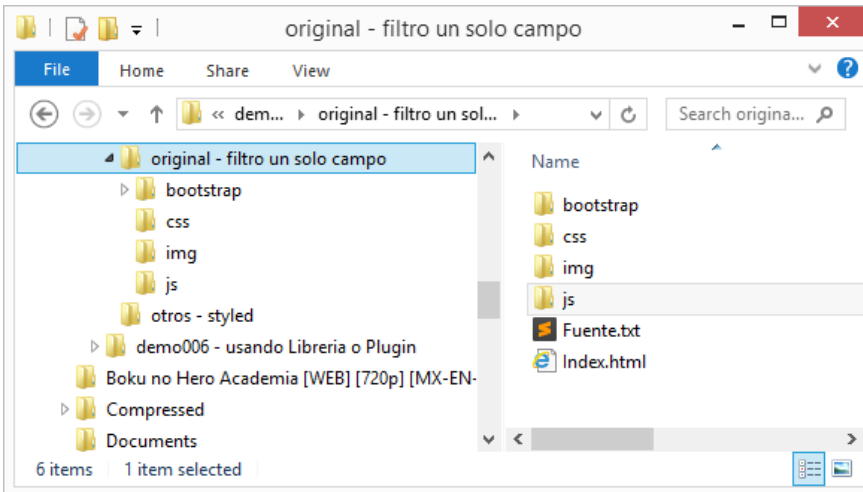 original - filtro un solo campo
File Home Share View
« dem... original - filtro un sol... Search origina...
original - filtro un solo campo
bootstrap
css
img
js
otros - styled
demo006 - usando Libreria o Plugin
Boku no Hero Academia [WEB] [720p] [MX-EN-
Compressed
Documents
Name
bootstrap
css
img
js
Fuente.txt
Index.html
6 items 1 item selected